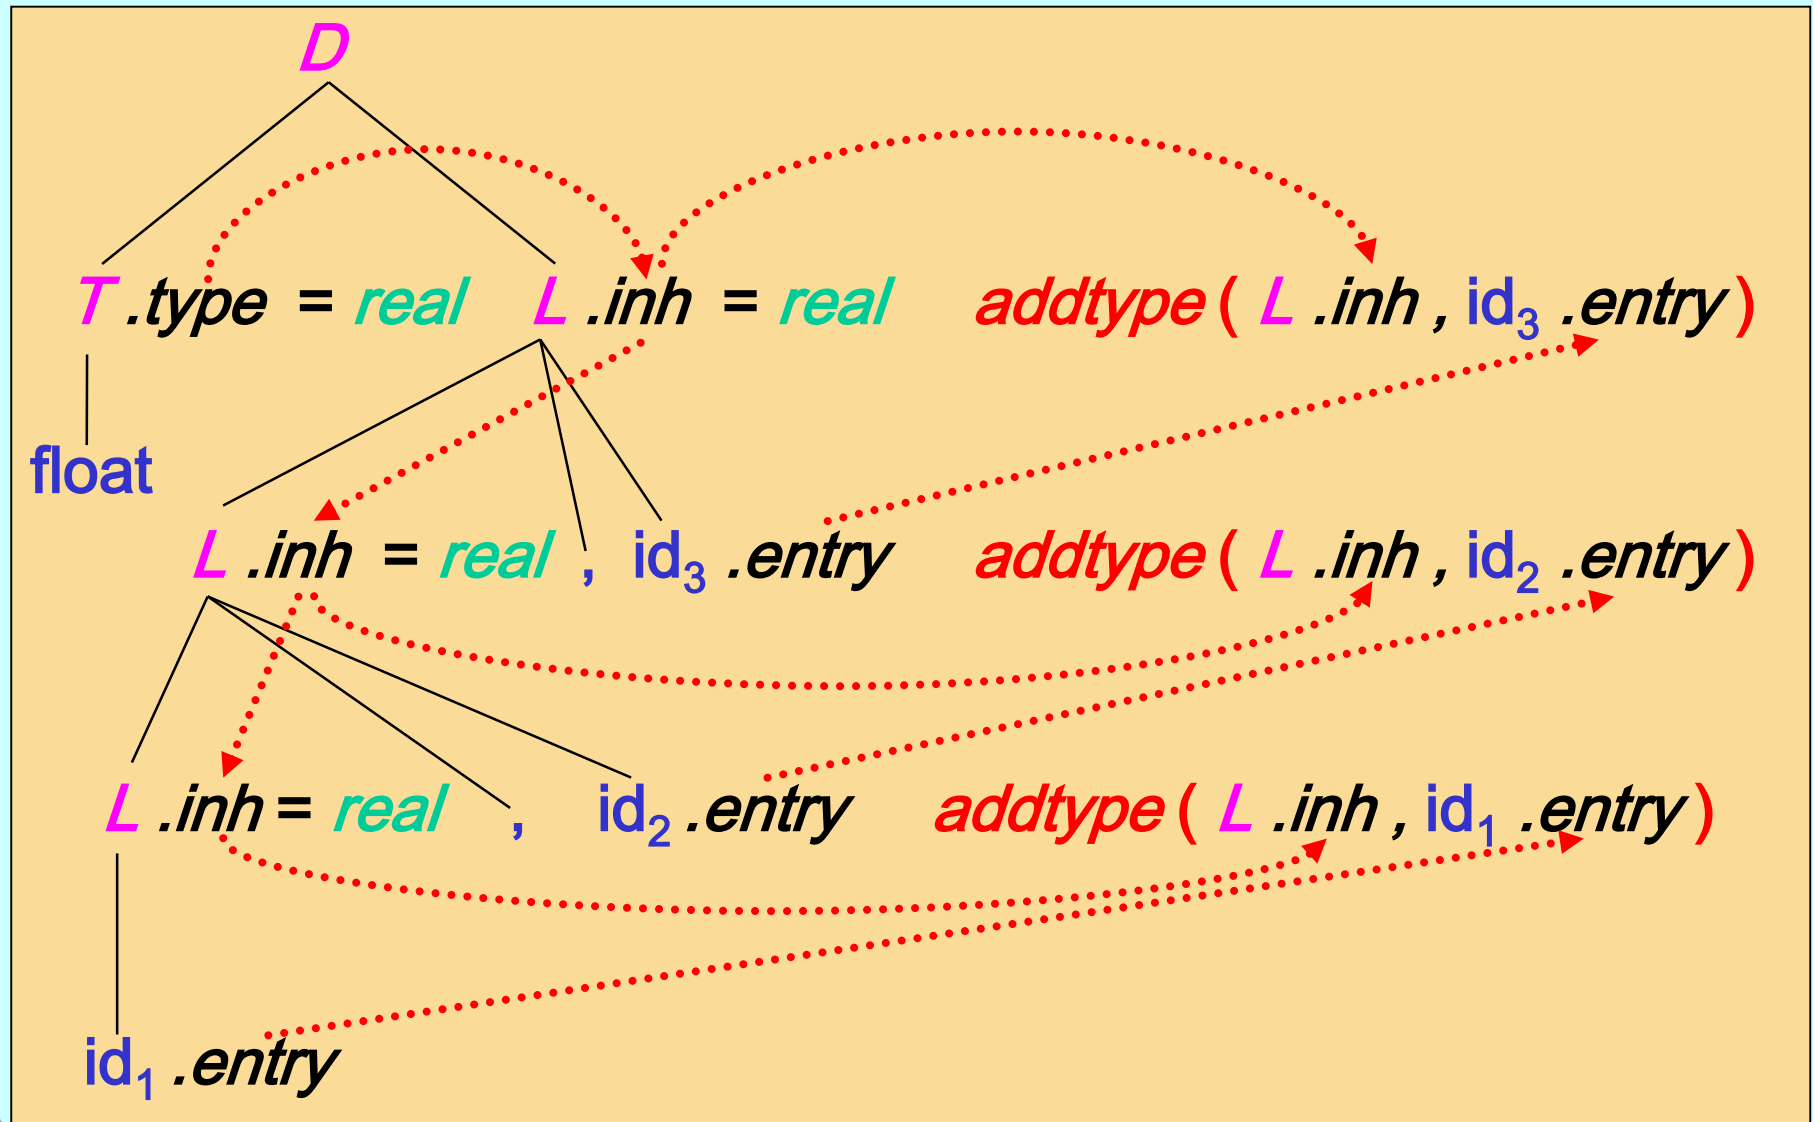 D
T .type = real L .inh = real addtype ( L .inh , id3 .entry )
float
L .inh = real , id3 .entry addtype ( L .inh , id2 .entry )
L .inh = real , id2 .entry addtype ( L .inh , id1 .entry )
id1 .entry